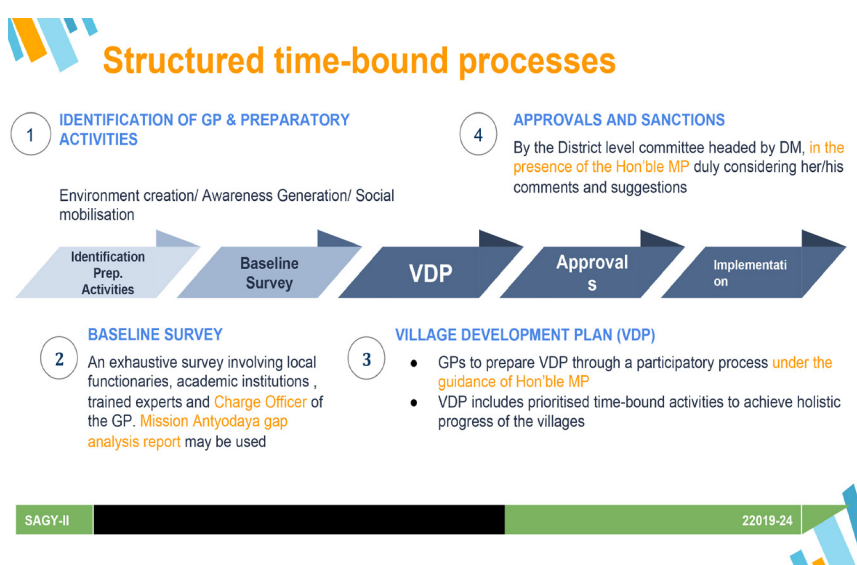 Structured time-bound processes
1
IDENTIFICATION OF GP & PREPARATORY
ACTIVITIES
Environment creation/ Awareness Generation/ Social
mobilisation
4
APPROVALS AND SANCTIONS
By the District level committee headed by DM, in the
presence of the Hon'ble MP duly considering her/his
comments and suggestions
Identification
Prep.
Activities
Baseline
Survey
VDP
Approval
s
Implementati
on
2
BASELINE SURVEY
An exhaustive survey involving local
functionaries, academic institutions ,
trained experts and Charge Officer of
the GP. Mission Antyodaya gap
analysis report may be used
3
VILLAGE DEVELOPMENT PLAN (VDP)
● GPs to prepare VDP through a participatory process under the
guidance of Hon'ble MP
● VDP includes prioritised time-bound activities to achieve holistic
progress of the villages
SAGY-II
22019-24